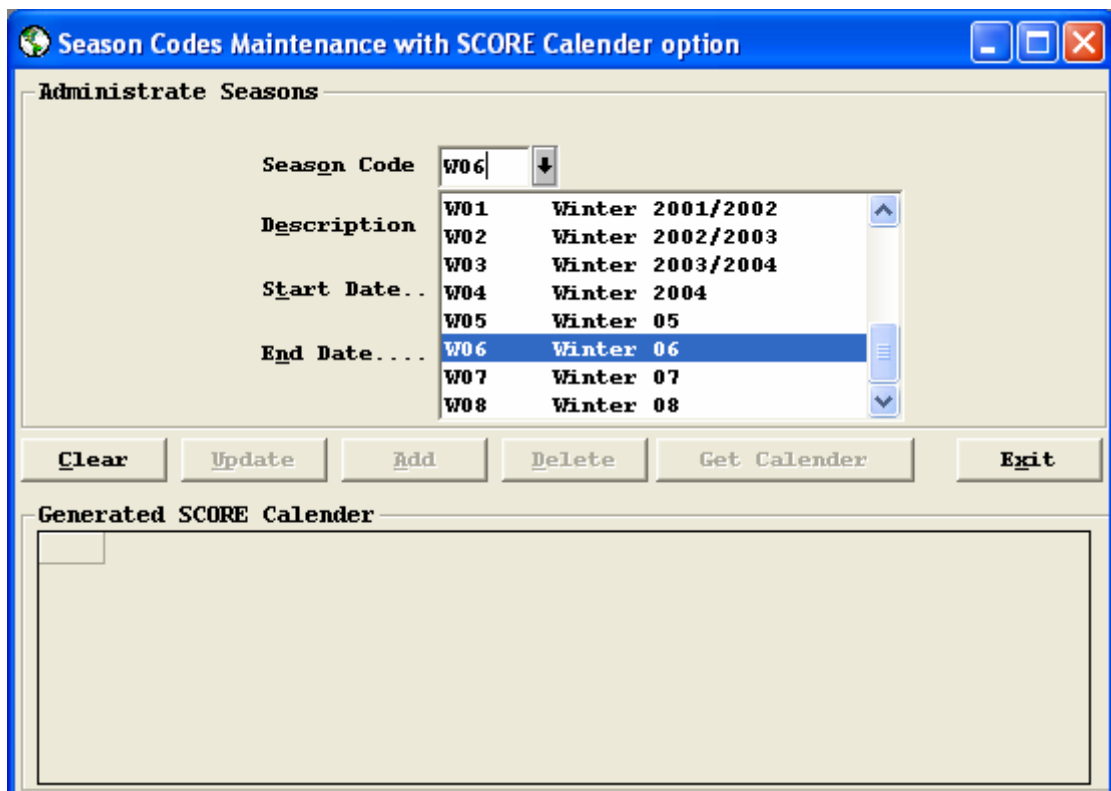 Season Codes Maintenance with SCORE Calender option
Administrate Seasons
Season Code W06
W01 Winter 2001/2002
Description
W02 Winter 2002/2003
W03 Winter 2003/2004
Start Date..
W04 Winter 2004
W05 Winter 05
End Date....
W06 Winter 06
W07 Winter 07
W08 Winter 08
Clear Update Add Delete Get Calender Exit
Generated SCORE Calender